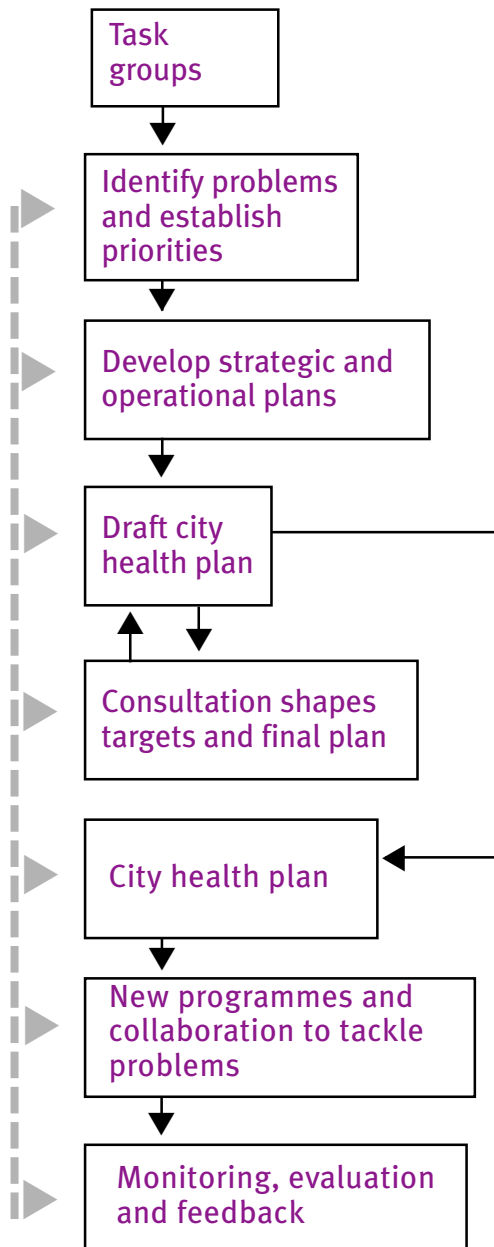 Task
groups
Identify problems
and establish
priorities
Develop strategic and
operational plans
Draft city
health plan
Consultation shapes
targets and final plan
City health plan
New programmes and
collaboration to tackle
problems
Monitoring, evaluation
and feedback